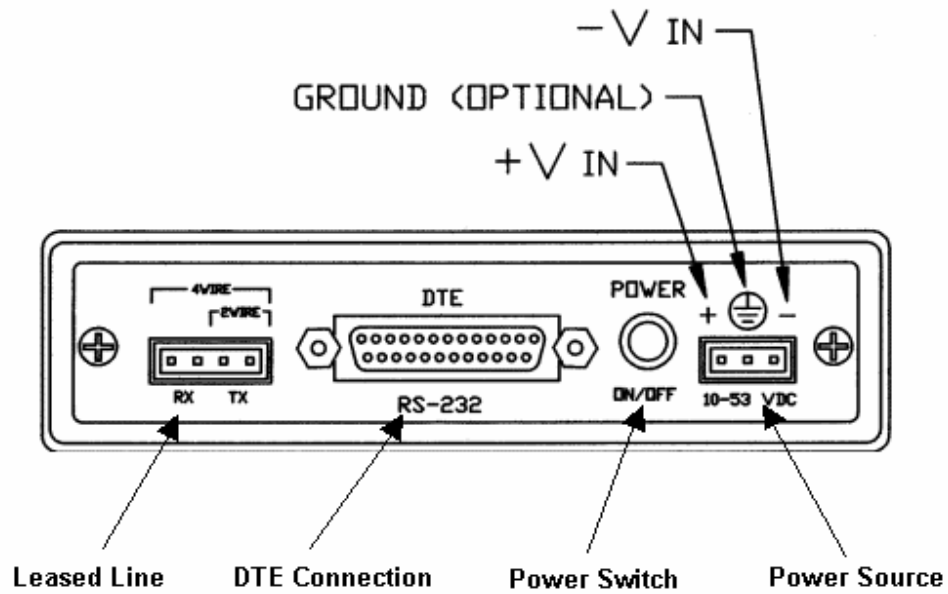 -V IN
GROUND (OPTIONAL)
+V IN
4WIRE
2WIRE
DTE
POWER
+ -
RX TX
RS-232
ON/OFF
10-53 VDC
Leased Line
DTE Connection
Power Switch
Power Source